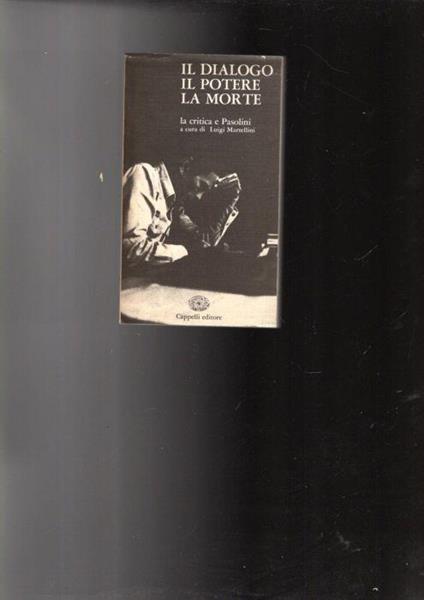 IL DIALOGO
IL POTERE
LA MORTE
la critica e Pasolini
a cura di Luigi Martellini
Cappelli editore